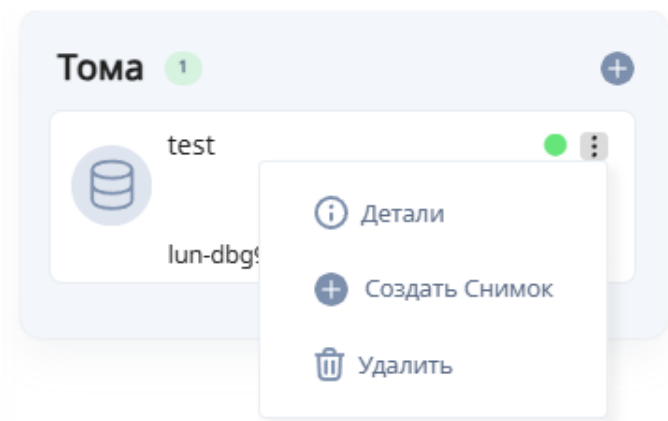 Тома 1
test
Детали
lun-dbg
Создать Снимок
Удалить